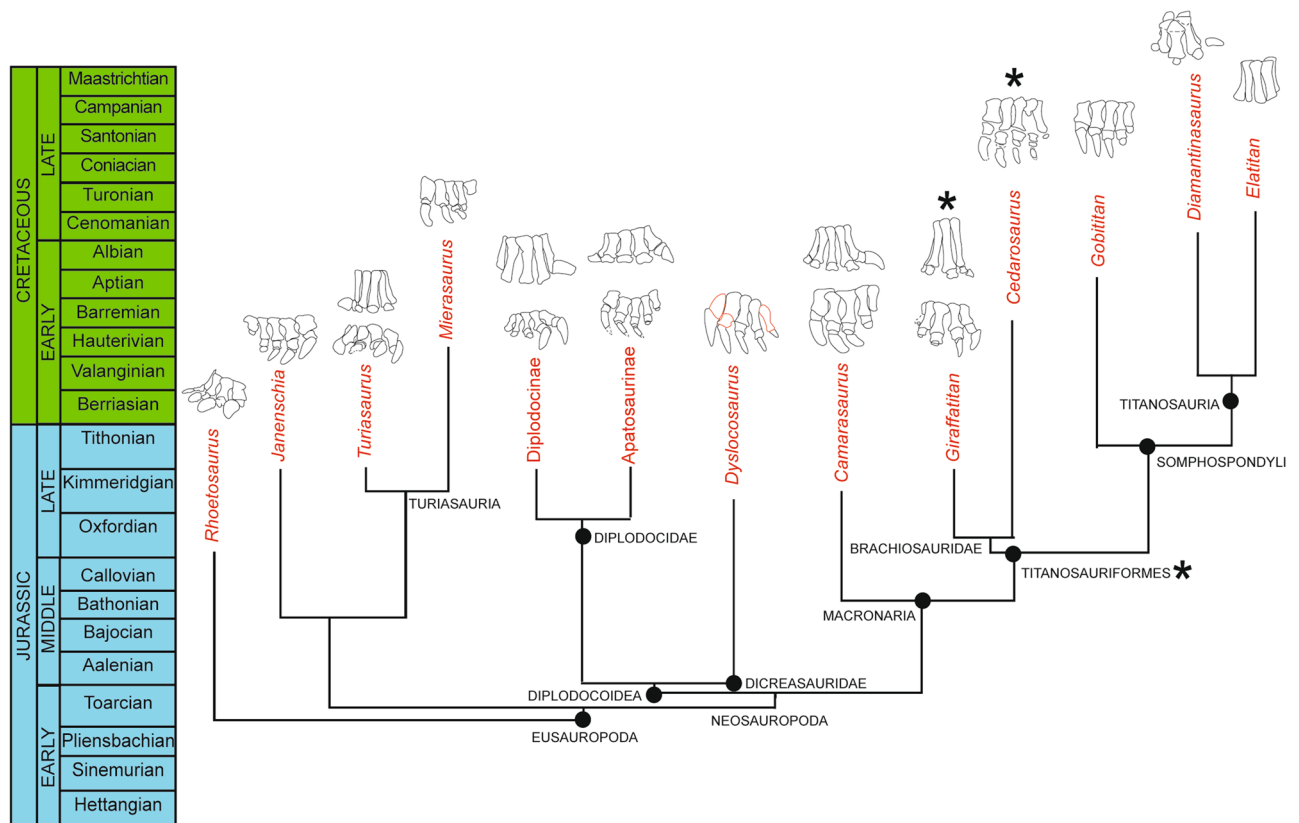 CRETACEOUS
LATE
Maastrichtian
Campanian
Santonian
Coniacian
Turonian
Cenomanian
EARLY
Albian
Aptian
Barremian
Hauterivian
Valanginian
Berriasian
JURASSIC
LATE
Tithonian
Kimmeridgian
Oxfordian
MIDDLE
Callovian
Bathonian
Bajocian
Aalenian
EARLY
Toarcian
Pliensbachian
Sinemurian
Hettangian
Rhoetosaurus
Janenschia
Turiasaurus
Mierasaurus
Diplodocinae
Apatosaurinae
Dyslocosaurus
Camarasaurus
Giraffatitan
*
Cedarosaurus
*
Gobititan
Diamantinasaurus
Elatitan
TITANOSAURIA
SOMPHOSPONDYLI
TURIASAURIA
DIPLODOCIDAE
BRACHIOSAURIDAE
TITANOSAURIFORMES *
MACRONARIA
DICREASAURIDAE
DIPLODOCOIDEA
NEOSAUROPODA
EUSAUROPODA